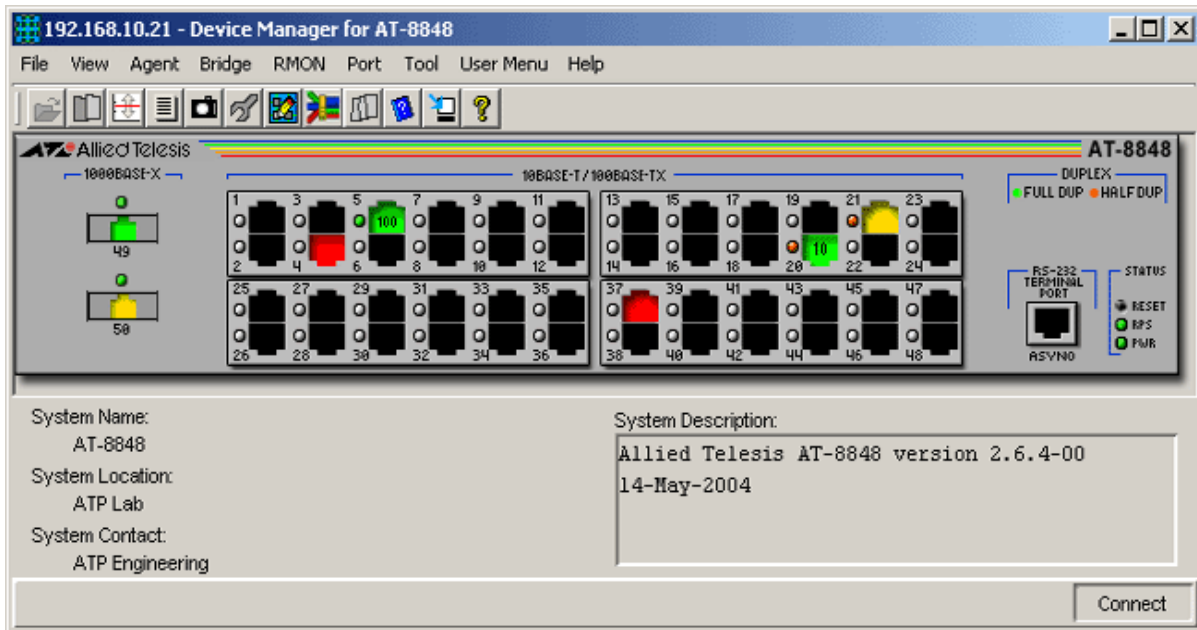 192.168.10.21 - Device Manager for AT-8848
File View Agent Bridge RMON Port Tool User Menu Help
Allied Telesis
AT-8848
1000BASE-X
10BASE-T/100BASE-TX
DUPLEX
FULL DUP HALF DUP
1 3 5 7 9 11 13 15 17 19 21 23
100
49
10
2 4 6 8 10 12 14 16 18 20 22 24
RS-232
TERMINAL
PORT
STATUS
25 27 29 31 33 35 37 39 41 43 45 47
RESET
RPS
PWR
50
26 28 30 32 34 36 38 40 42 44 46 48
ASYN0
System Name:
AT-8848
System Location:
ATP Lab
System Contact:
ATP Engineering
System Description:
Allied Telesis AT-8848 version 2.6.4-00
14-May-2004
Connect